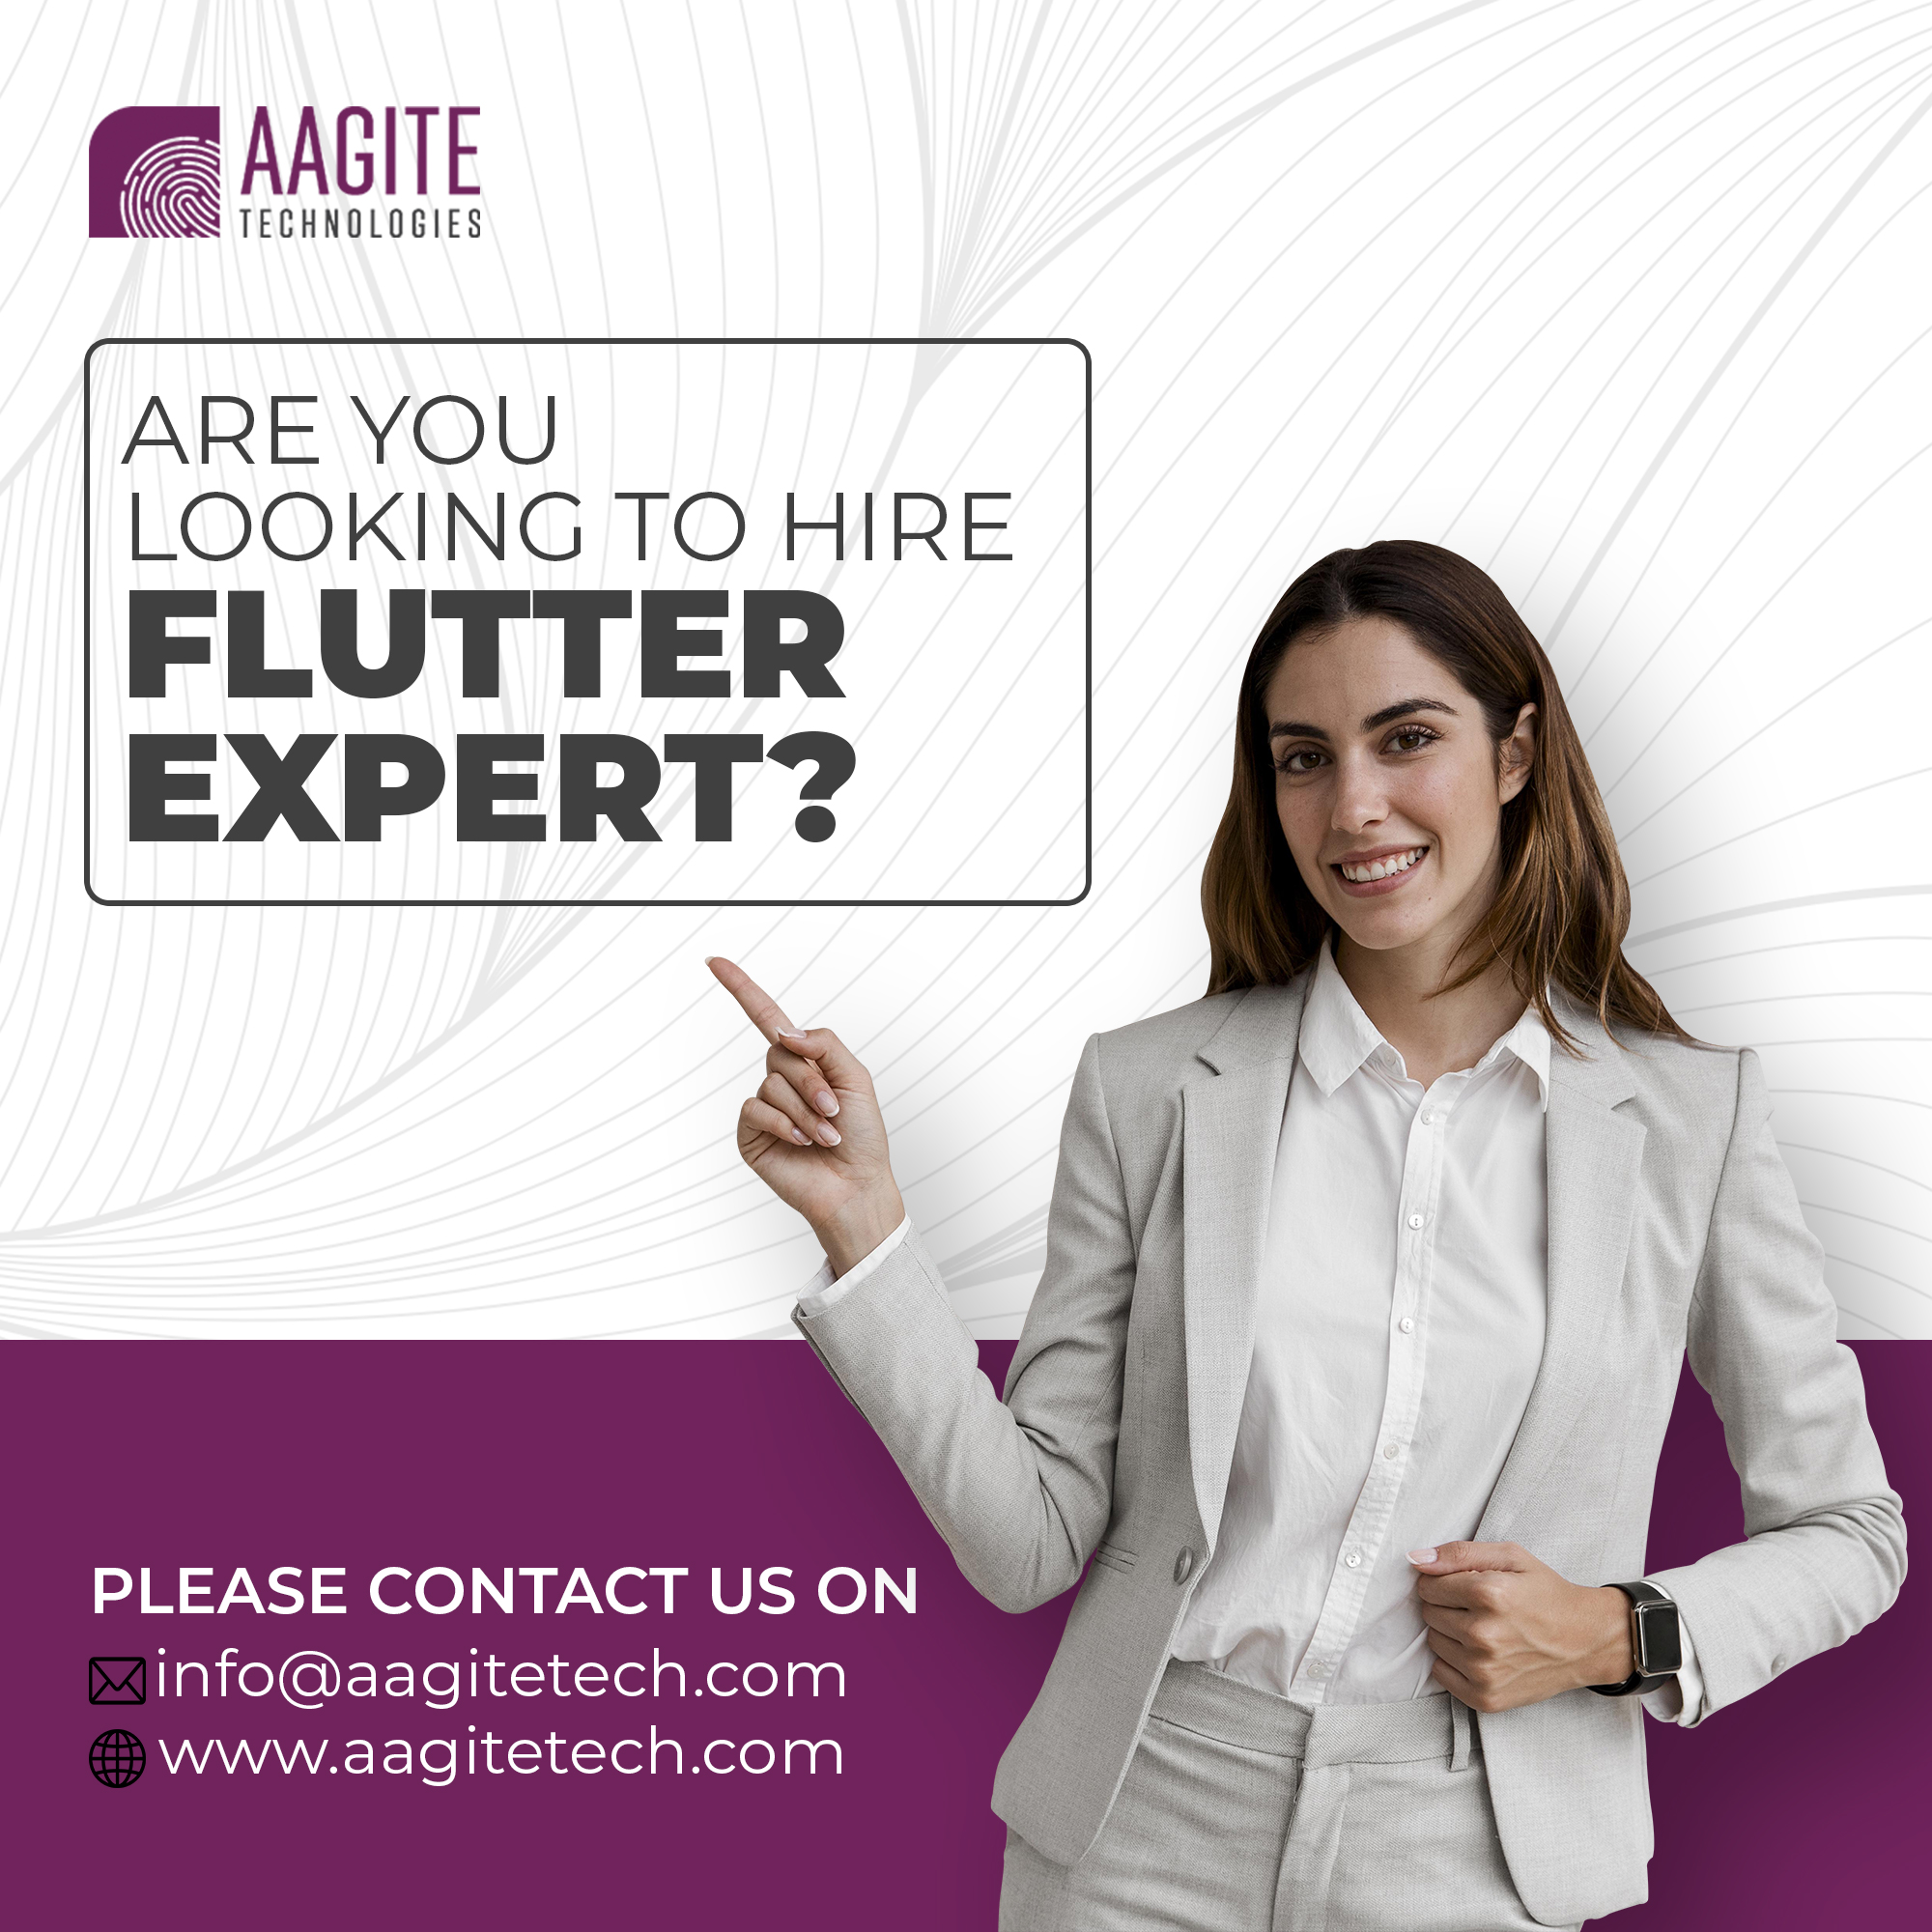 AAGITE
TECHNOLOGIES
ARE YOU
LOOKING TO HIRE
FLUTTER
EXPERT?
PLEASE CONTACT US ON
info@aagitetech.com
www.aagitetech.com